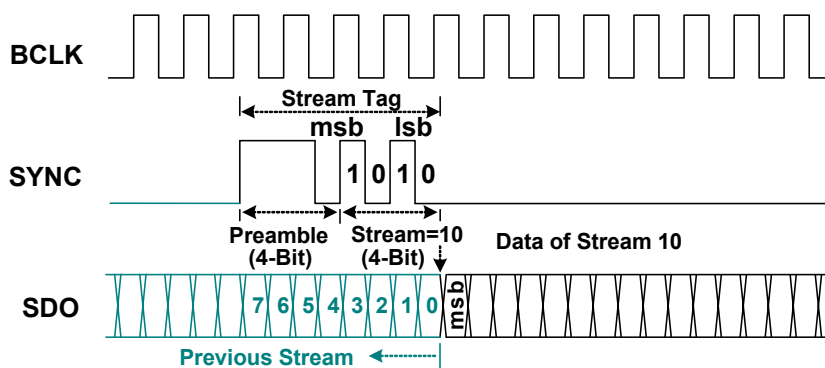 BCLK
Stream Tag
msb lsb
SYNC
1 0 1 0
Preamble
(4-Bit)
Stream=10
(4-Bit)
Data of Stream 10
SDO
7 6 5 4 3 2 1 0
msb
Previous Stream